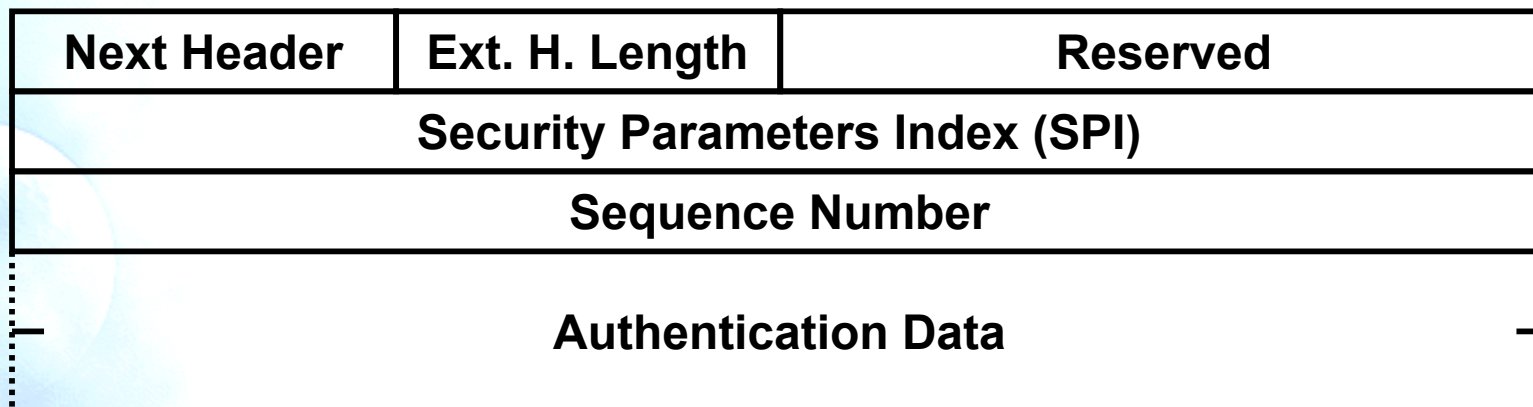 Next Header Ext. H. Length Reserved
Security Parameters Index (SPI)
Sequence Number
Authentication Data